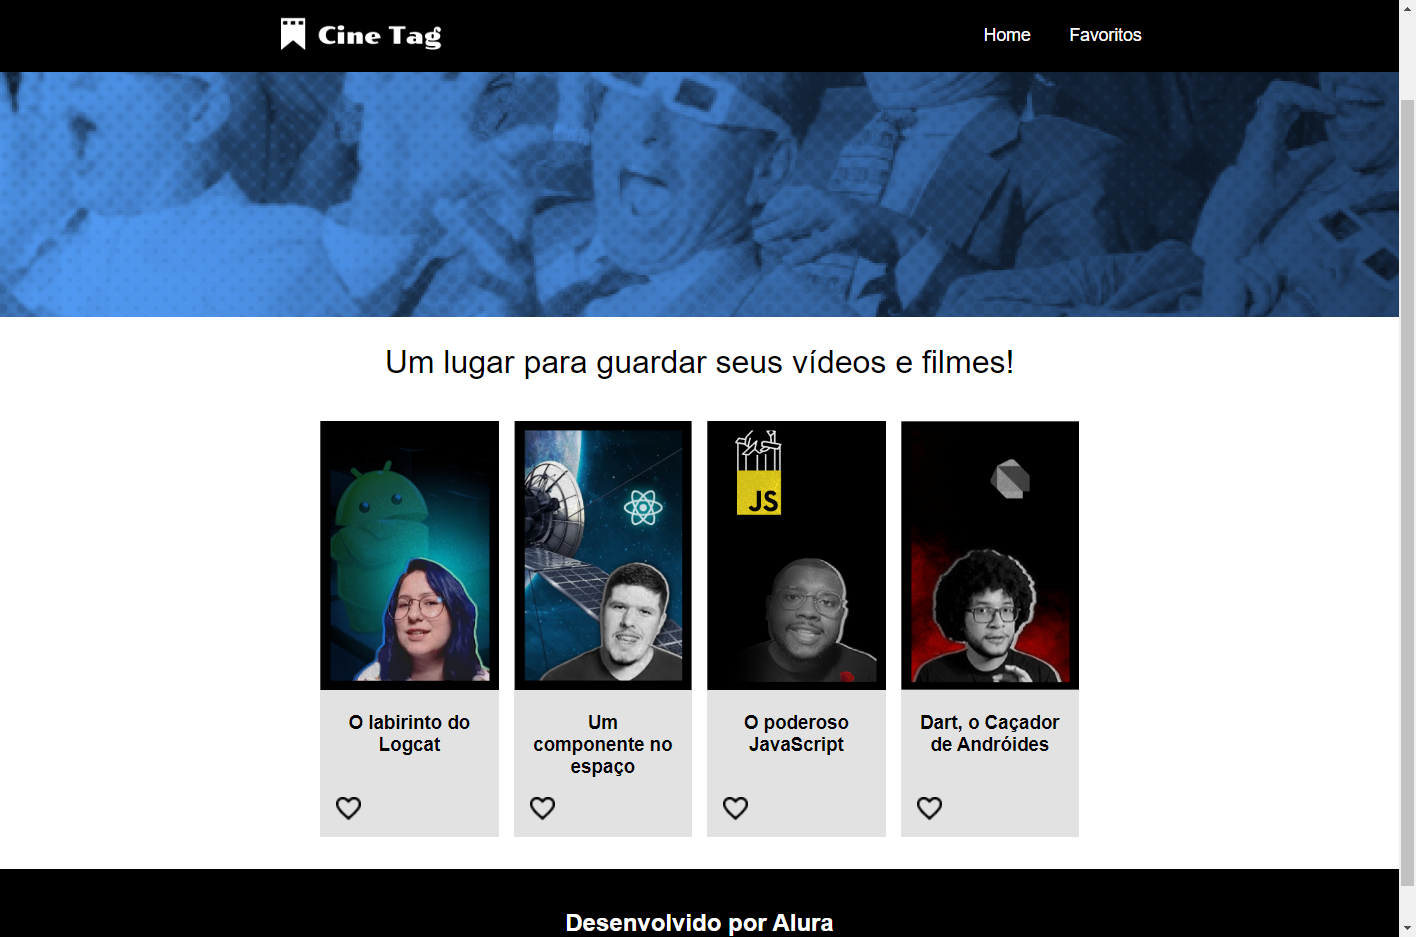 Cine Tag
Home
Favoritos
Um lugar para guardar seus vídeos e filmes!
JS
O labirinto do
Logcat
Um
componente no
espaço
O poderoso
JavaScript
Dart, o Caçador
de Andróides
Desenvolvido por Alura